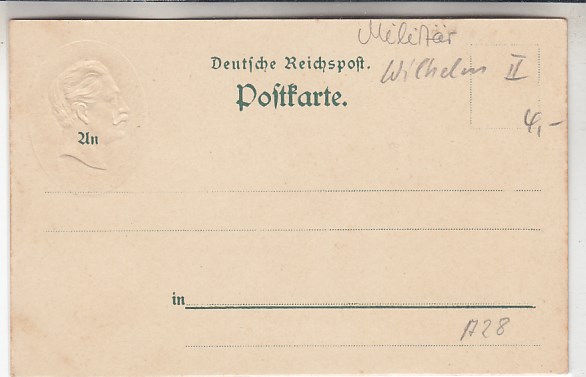 Militär
Deutsche Reichspost.
Wilhelm II
Postkarte.
4,-
An
in
A28